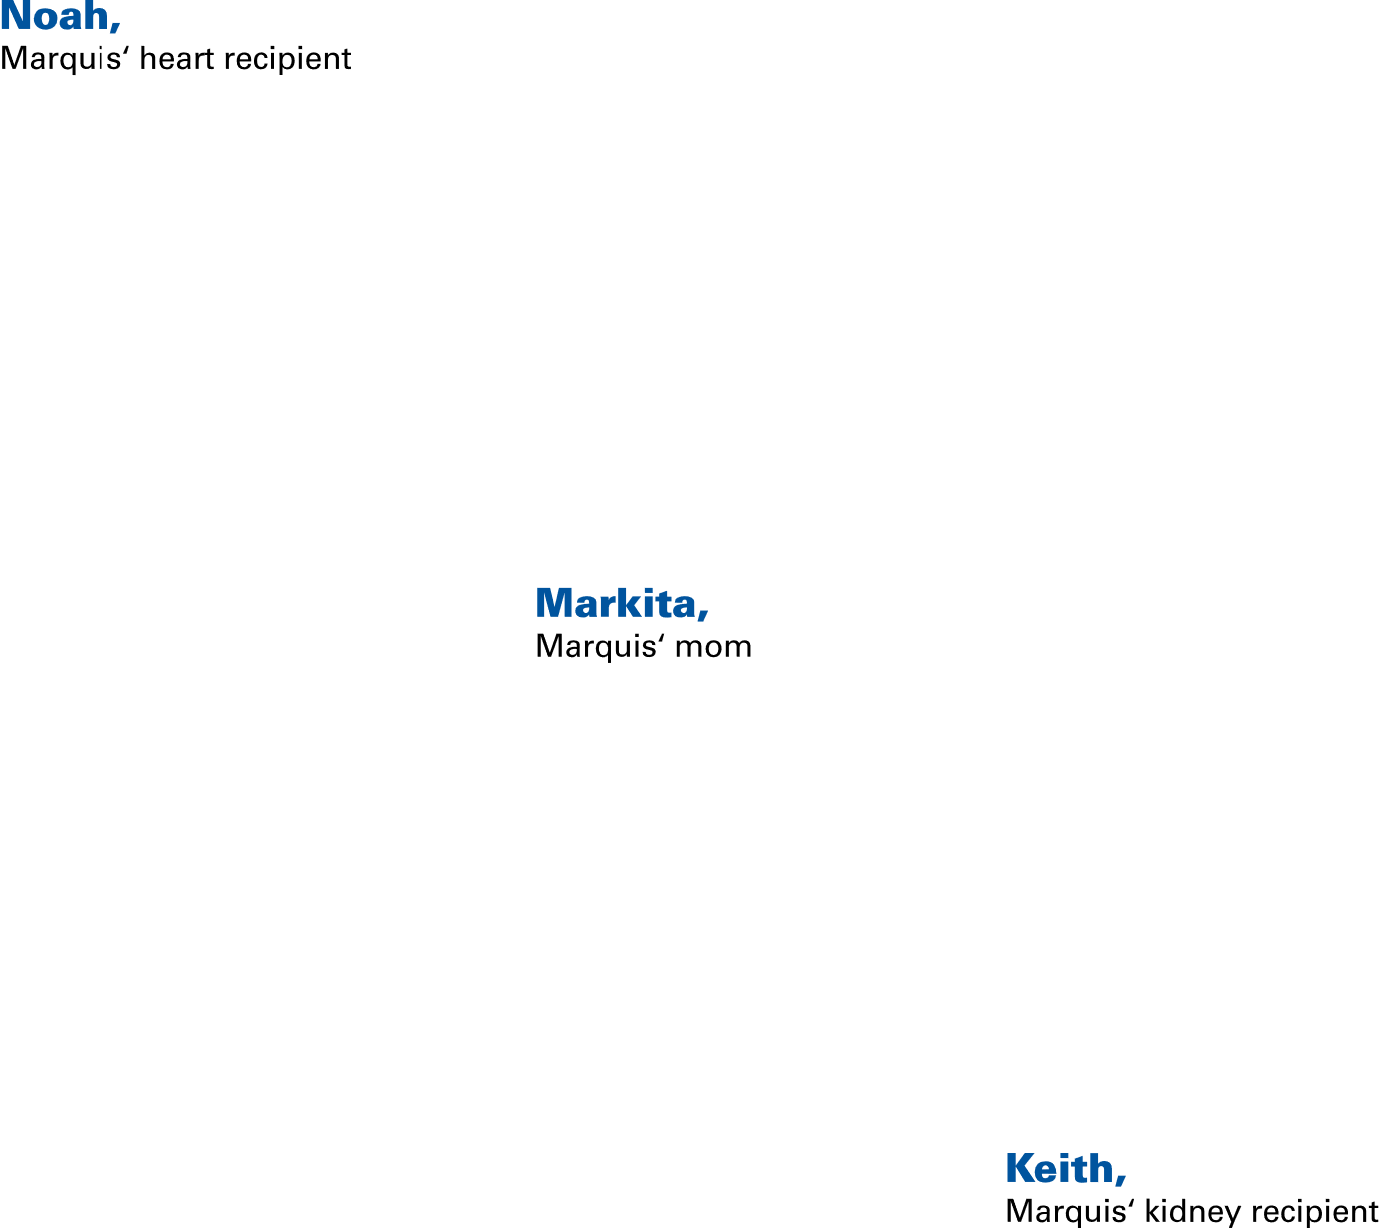 Noah,
Marquis‘ heart recipient
Markita,
Marquis‘ mom
Keith,
Marquis‘ kidney recipient